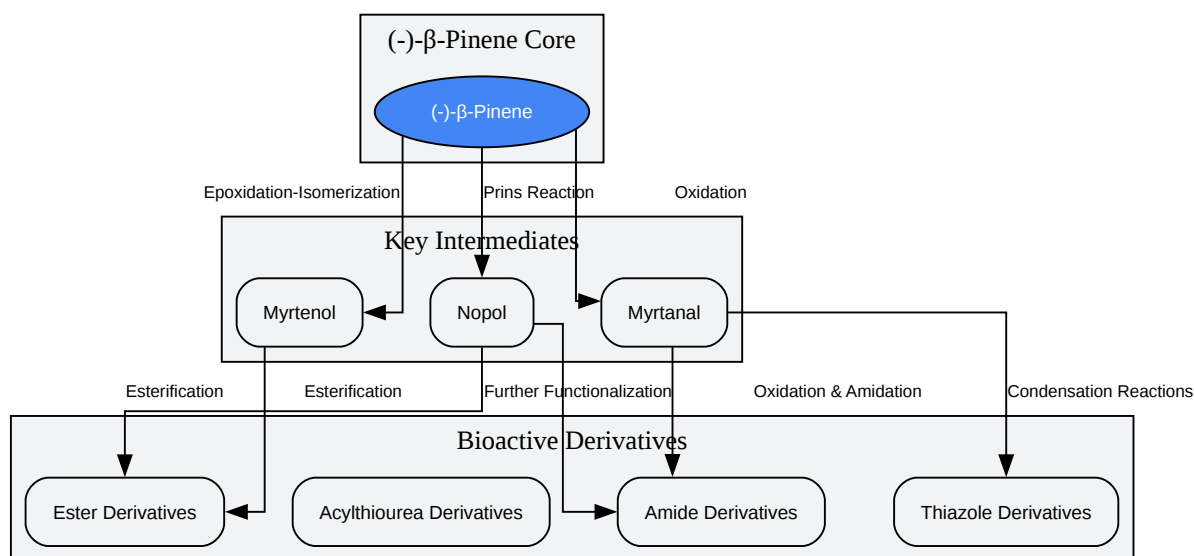 (-)-β-Pinene Core
(-)-β-Pinene
Epoxidation-Isomerization
Prins Reaction
Oxidation
Key Intermediates
Myrtenol
Nopol
Myrtanal
Esterification
Esterification
Further Functionalization
Oxidation & Amidation
Condensation Reactions
Bioactive Derivatives
Ester Derivatives
Acylthiourea Derivatives
Amide Derivatives
Thiazole Derivatives